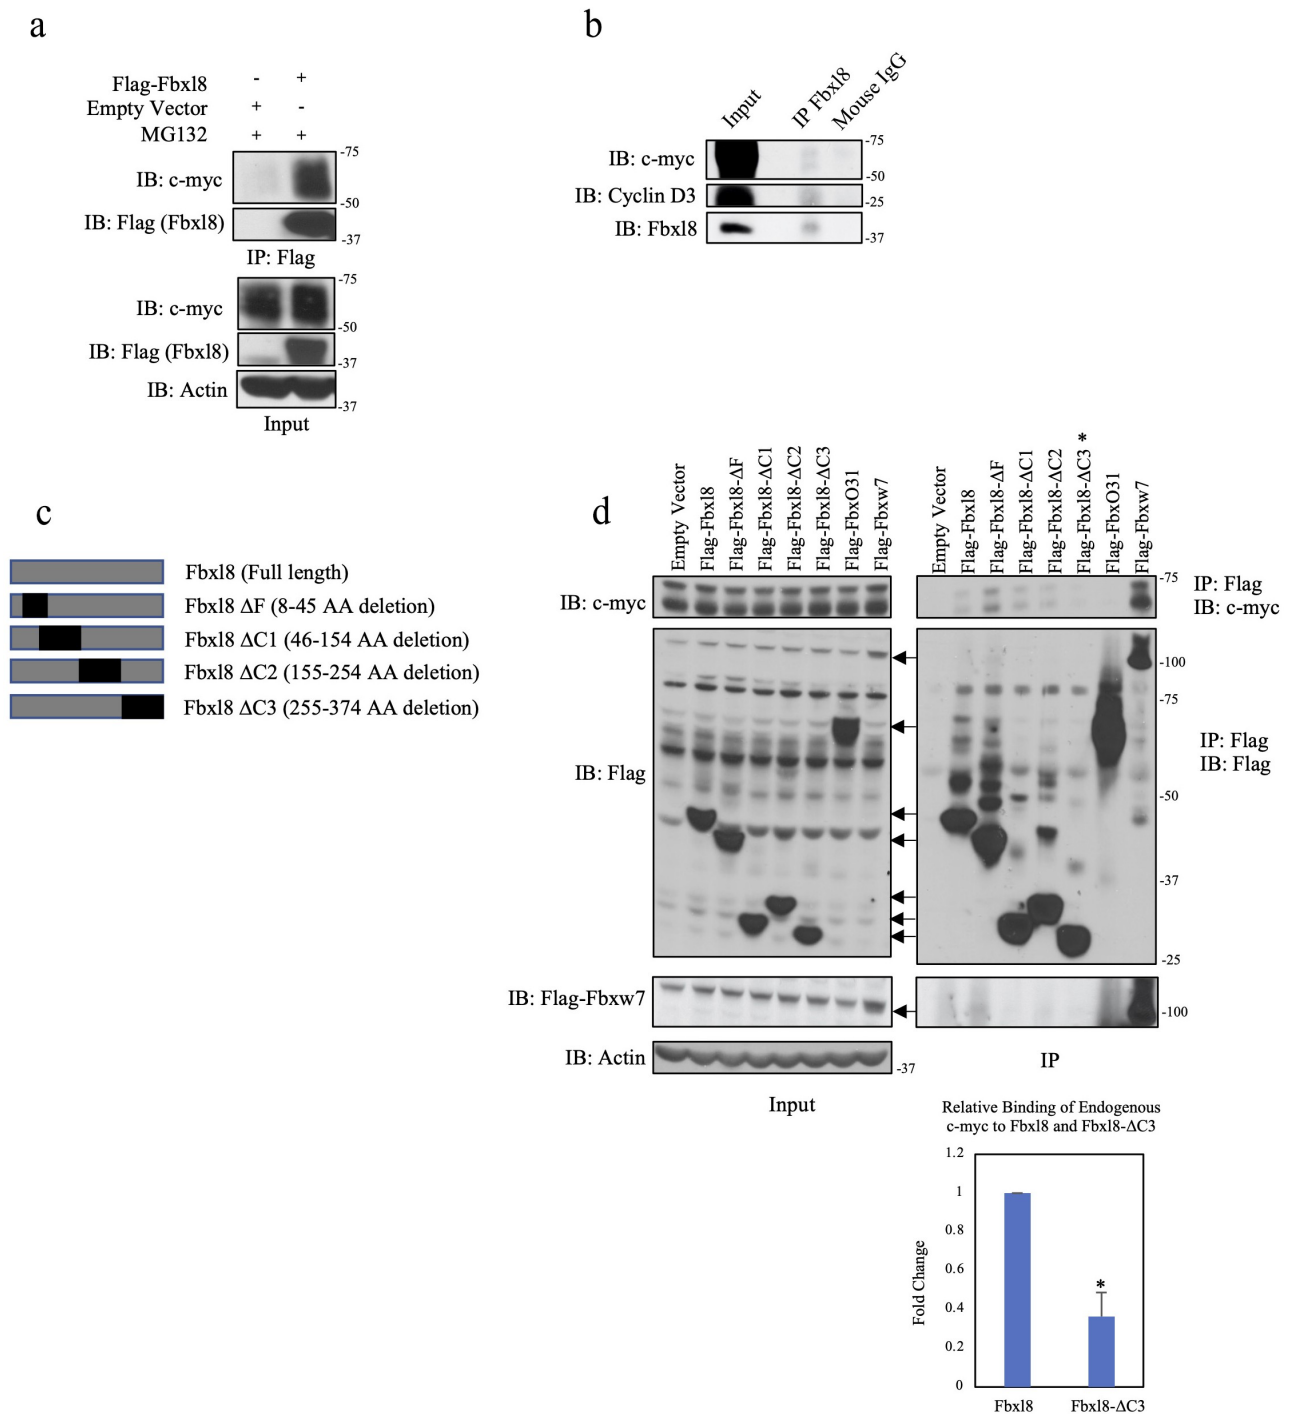 a
Flag-Fbxl8 - +
Empty Vector + -
MG132 + +
IB: c-myc
-75
-50
IB: Flag (Fbxl8)
-37
IP: Flag
IB: c-myc
-75
-50
IB: Flag (Fbxl8)
-37
IB: Actin
-37
Input
b
Input
IP Fbxl8
Mouse IgG
IB: c-myc
-75
-50
IB: Cyclin D3
-25
IB: Fbxl8
-37
c
Fbxl8 (Full length)
Fbxl8 ΔF (8-45 AA deletion)
Fbxl8 ΔC1 (46-154 AA deletion)
Fbxl8 ΔC2 (155-254 AA deletion)
Fbxl8 ΔC3 (255-374 AA deletion)
d
Empty Vector
Flag-Fbxl8
Flag-Fbxl8-ΔF
Flag-Fbxl8-ΔC1
Flag-Fbxl8-ΔC2
Flag-Fbxl8-ΔC3
Flag-FbxO31
Flag-Fbxw7
Empty Vector
Flag-Fbxl8
Flag-Fbxl8-ΔF
Flag-Fbxl8-ΔC1
Flag-Fbxl8-ΔC2
Flag-Fbxl8-ΔC3 *
Flag-FbxO31
Flag-Fbxw7
IB: c-myc
-75
IP: Flag
IB: c-myc
IB: Flag
-100
-75
-50
-37
-25
IP: Flag
IB: Flag
IB: Flag-Fbxw7
-100
IB: Actin
-37
IP
Input
Relative Binding of Endogenous
c-myc to Fbxl8 and Fbxl8-ΔC3
Fold Change
1.2
1
0.8
0.6
0.4
0.2
0
*
Fbxl8
Fbxl8-ΔC3